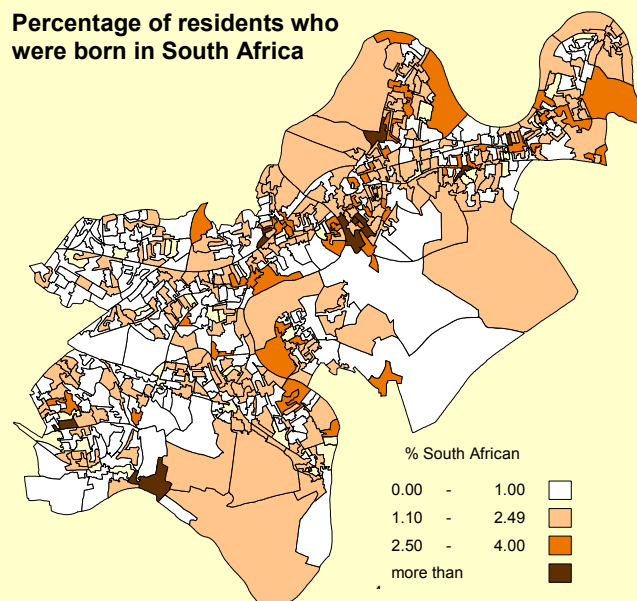 Percentage of residents who
were born in South Africa
% South African
0.00 - 1.00
1.10 - 2.49
2.50 - 4.00
more than